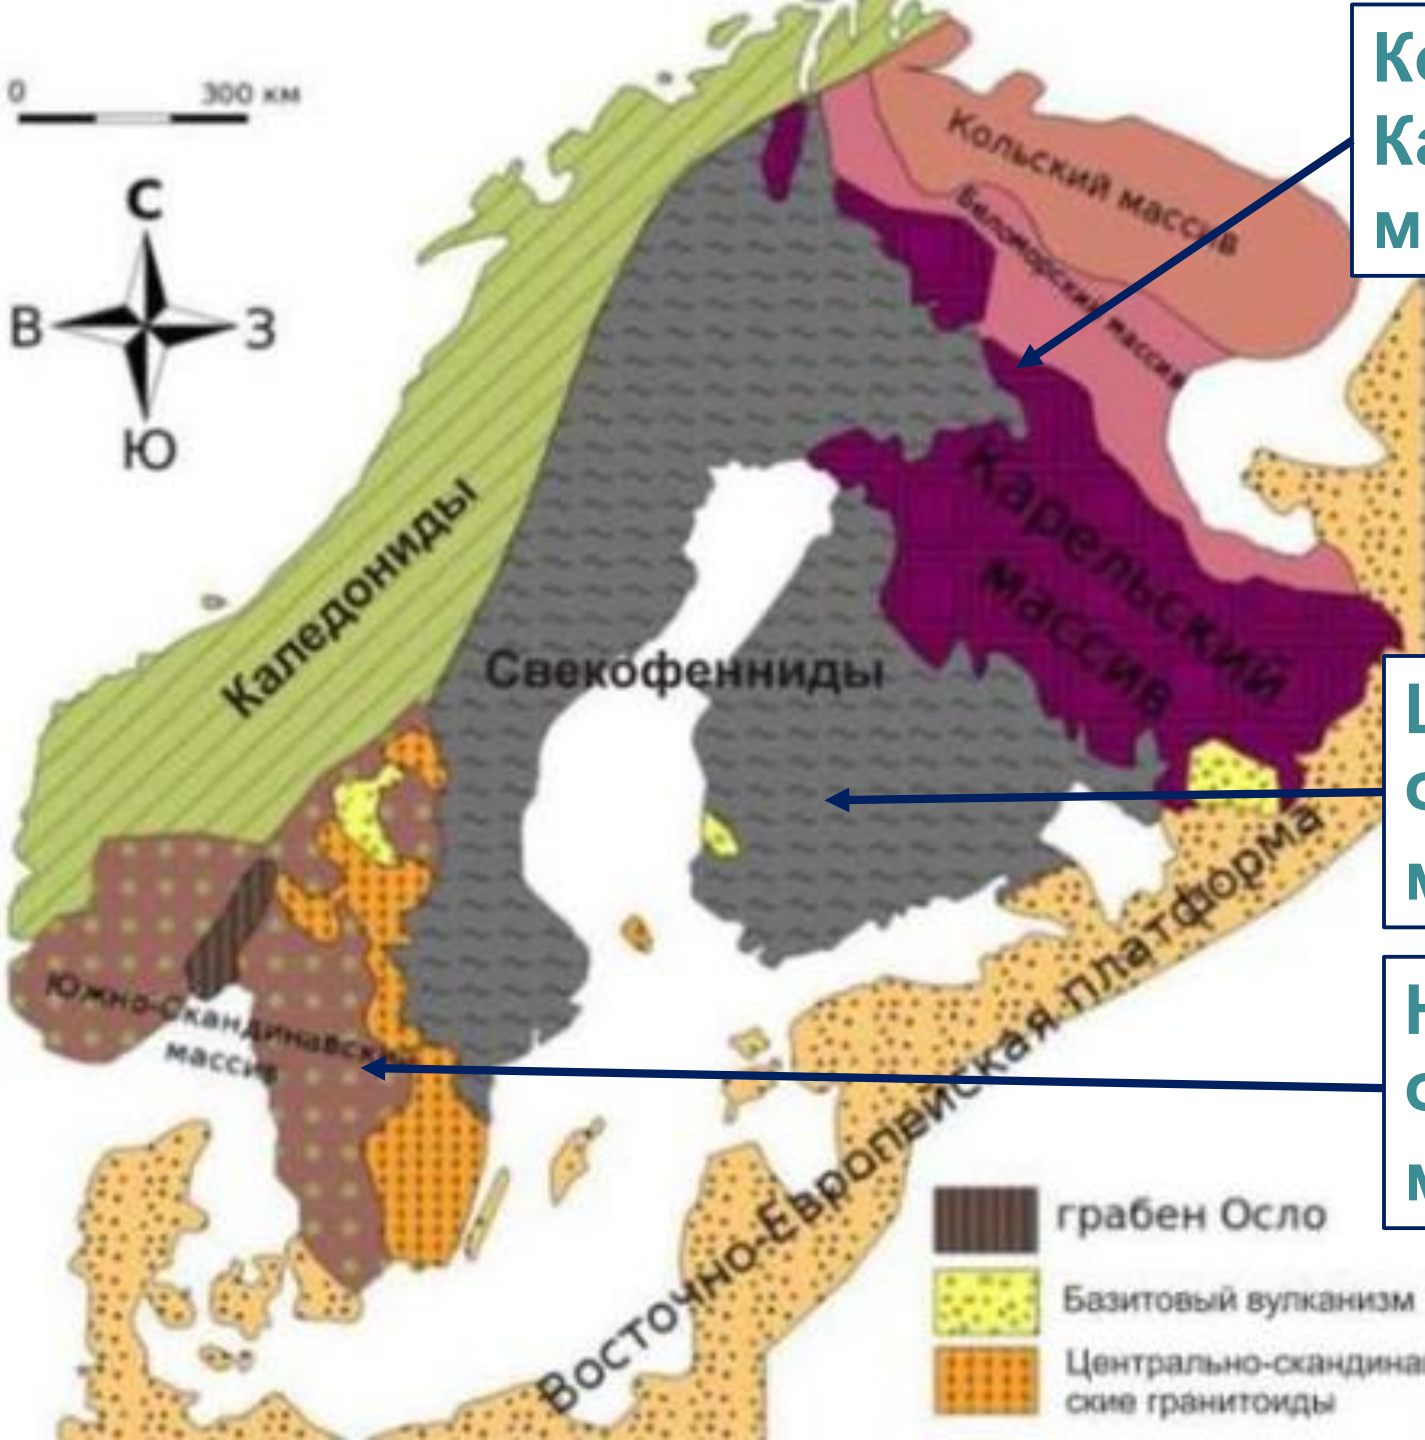 0 300 км
С
В З
Ю
Кольский массив
Беломорский массив
Карельский
массив
Каледониды
Свекофенниды
Южно-Скандинавский
массив
Восточно-Европейская платформа
грабен Осло
Базитовый вулканизм
Центрально-скандинав
ские гранитоиды